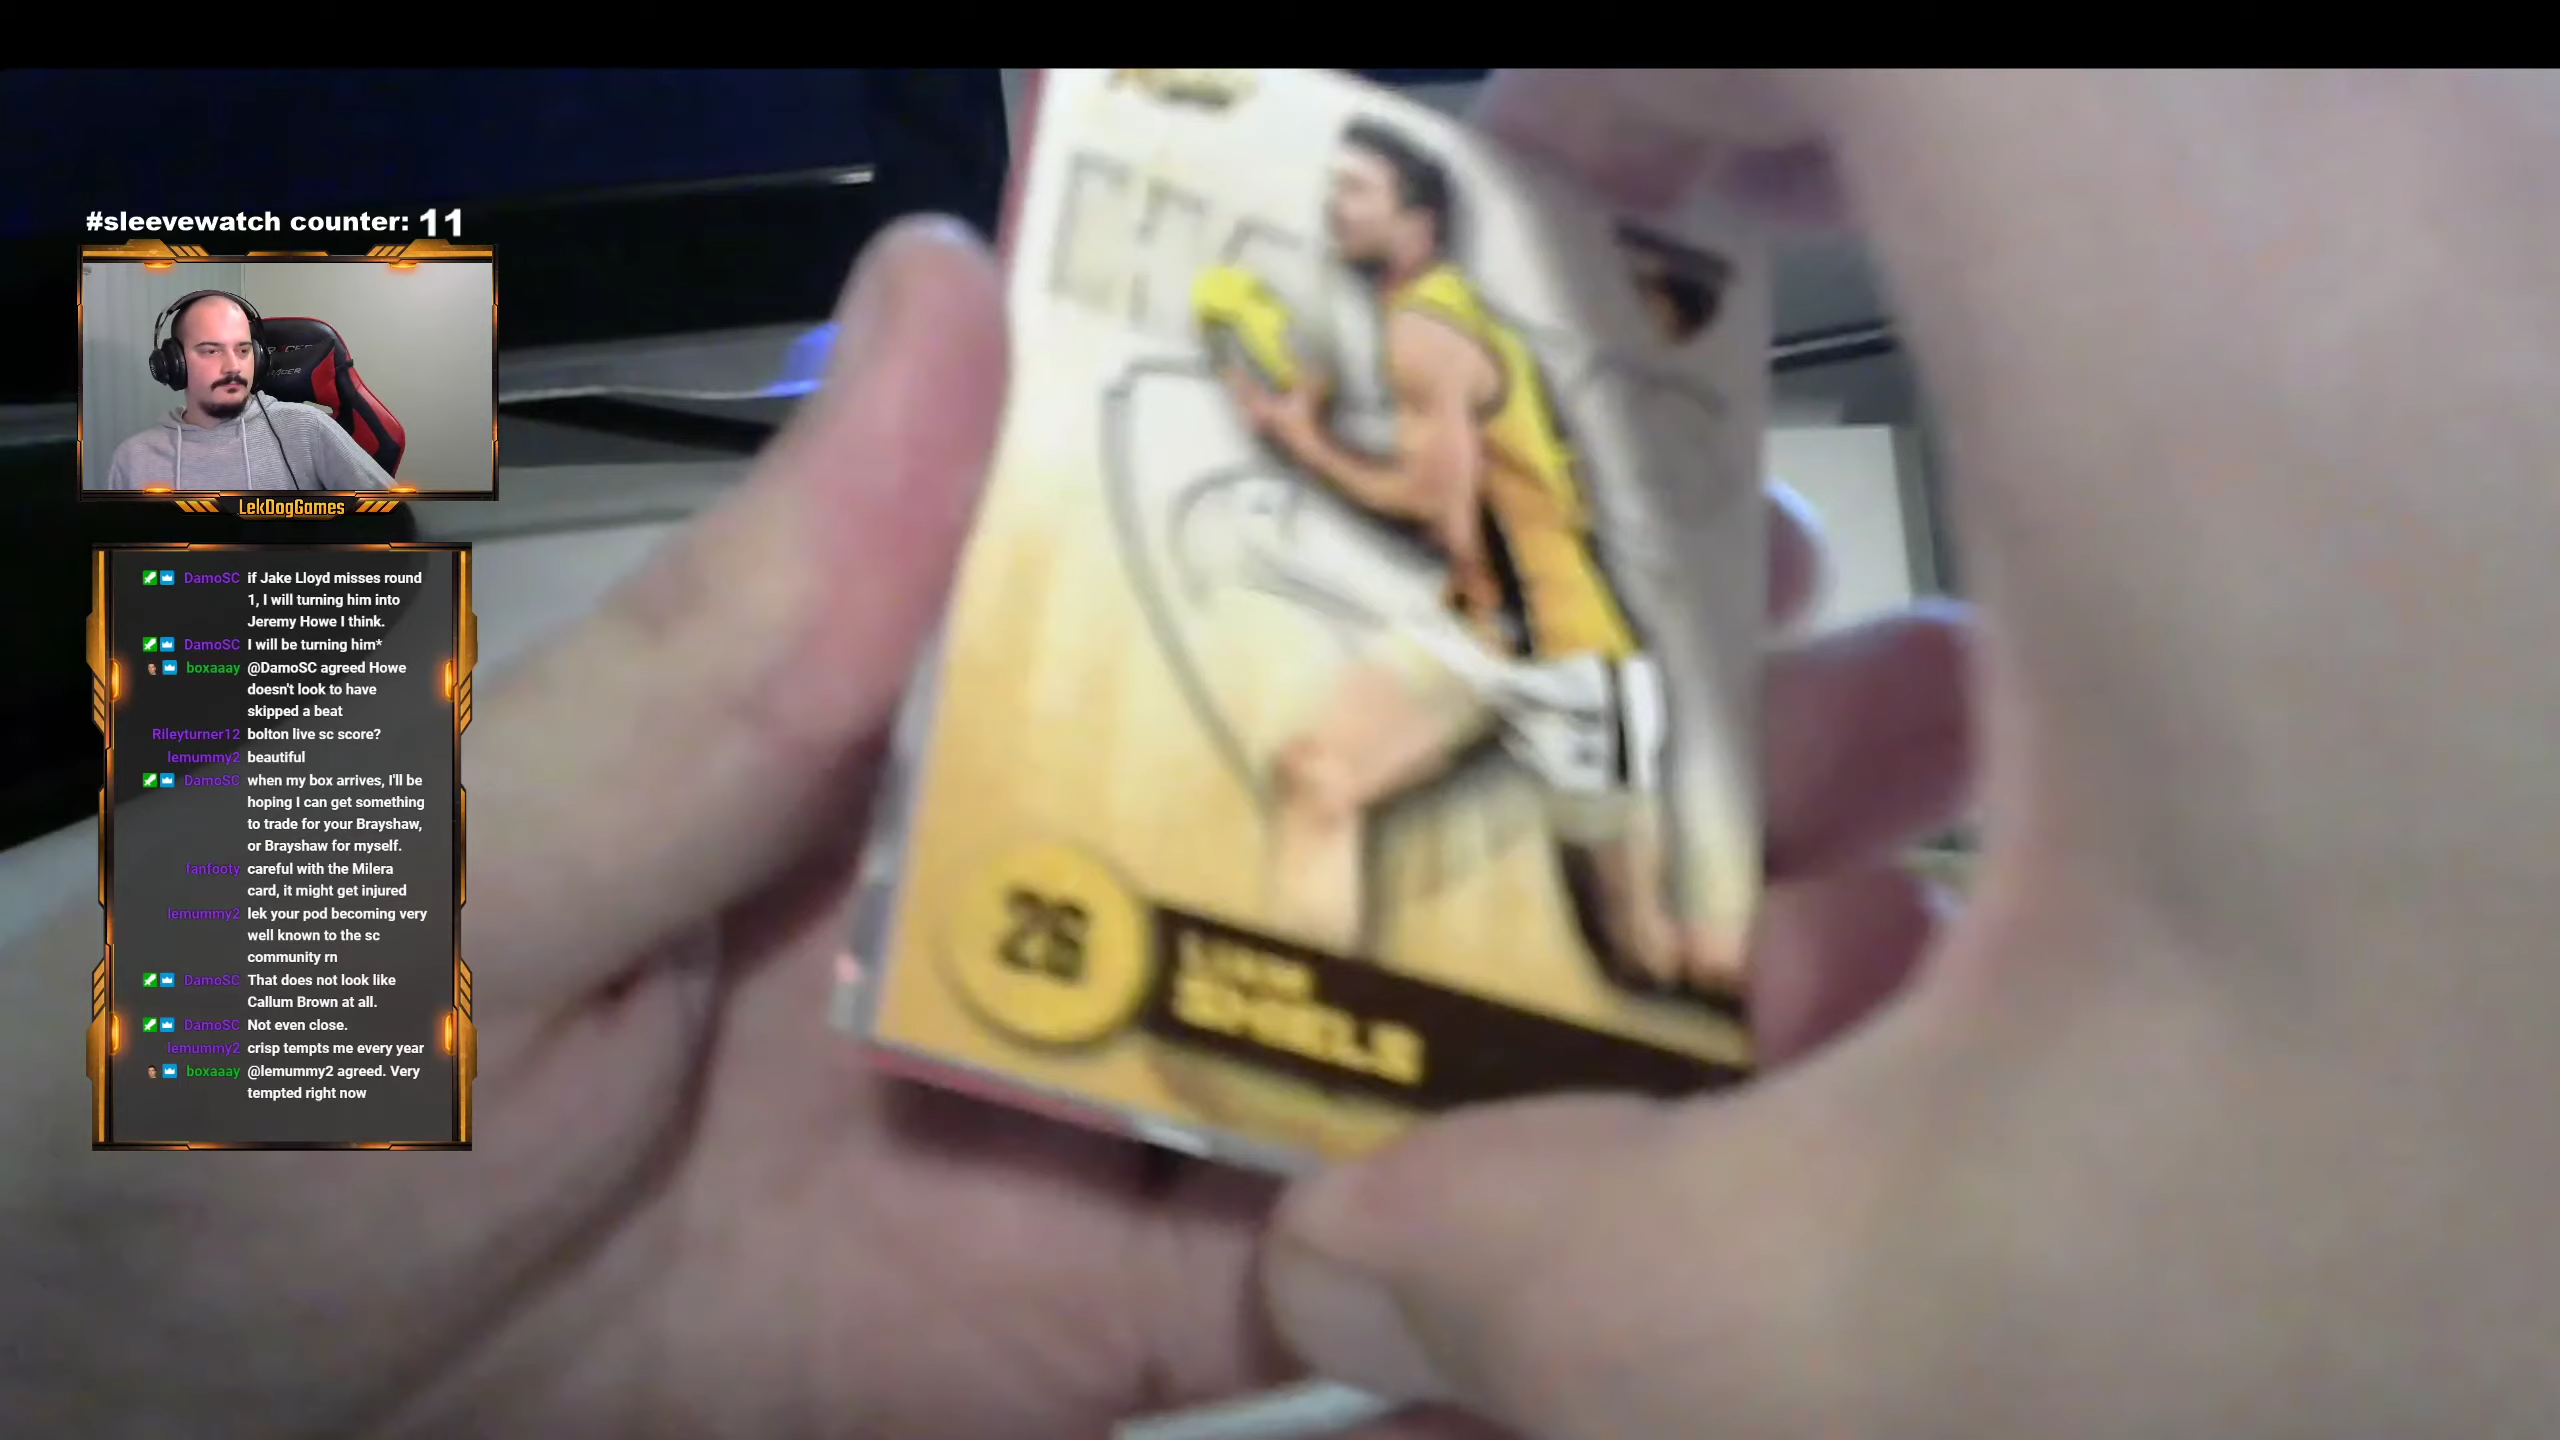 #sleevewatch counter: 11
LekDogGames
DamoSC if Jake Lloyd misses round
1, I will turning him into
Jeremy Howe I think.
DamoSC I will be turning him*
boxaaay @DamoSC agreed Howe
doesn't look to have
skipped a beat
Rileyturner12 bolton live sc score?
lemummy2 beautiful
DamoSC when my box arrives, I'll be
hoping I can get something
to trade for your Brayshaw,
or Brayshaw for myself.
fanfooty careful with the Milera
card, it might get injured
lemummy2 lek your pod becoming very
well known to the sc
community rn
DamoSC That does not look like
Callum Brown at all.
DamoSC Not even close.
lemummy2 crisp tempts me every year
boxaaay @lemummy2 agreed. Very
tempted right now
26
LIAM
SHIELS